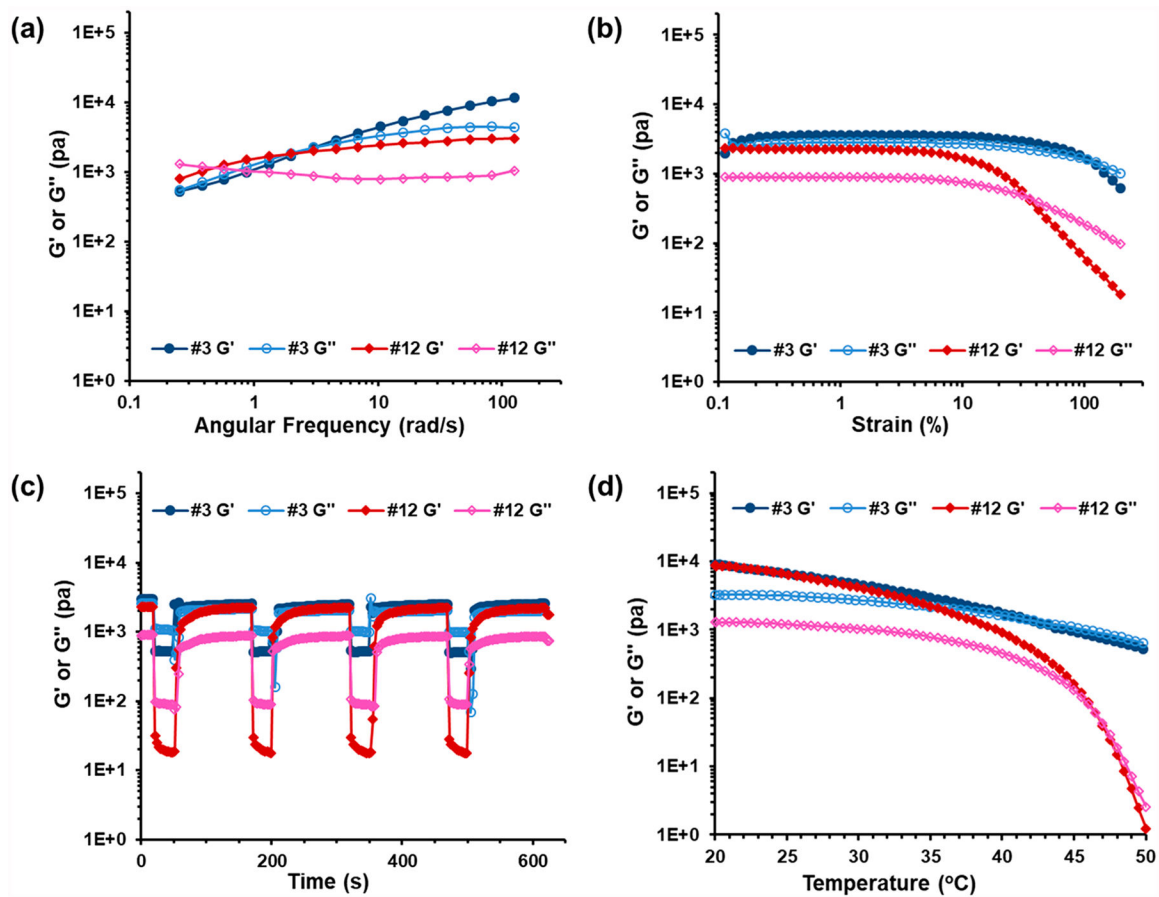 (a)
G' or G" (pa)
1E+5
1E+4
1E+3
1E+2
1E+1
1E+0
#3 G' #3 G" #12 G' #12 G"
0.1 1 10 100
Angular Frequency (rad/s)
(b)
G' or G" (pa)
1E+5
1E+4
1E+3
1E+2
1E+1
1E+0
#3 G' #3 G" #12 G' #12 G"
0.1 1 10 100
Strain (%)
(c)
G' or G" (pa)
#3 G' #3 G" #12 G' #12 G"
1E+5
1E+4
1E+3
1E+2
1E+1
1E+0
0 200 400 600
Time (s)
(d)
G' or G" (pa)
#3 G' #3 G" #12 G' #12 G"
1E+5
1E+4
1E+3
1E+2
1E+1
1E+0
20 25 30 35 40 45 50
Temperature (°C)